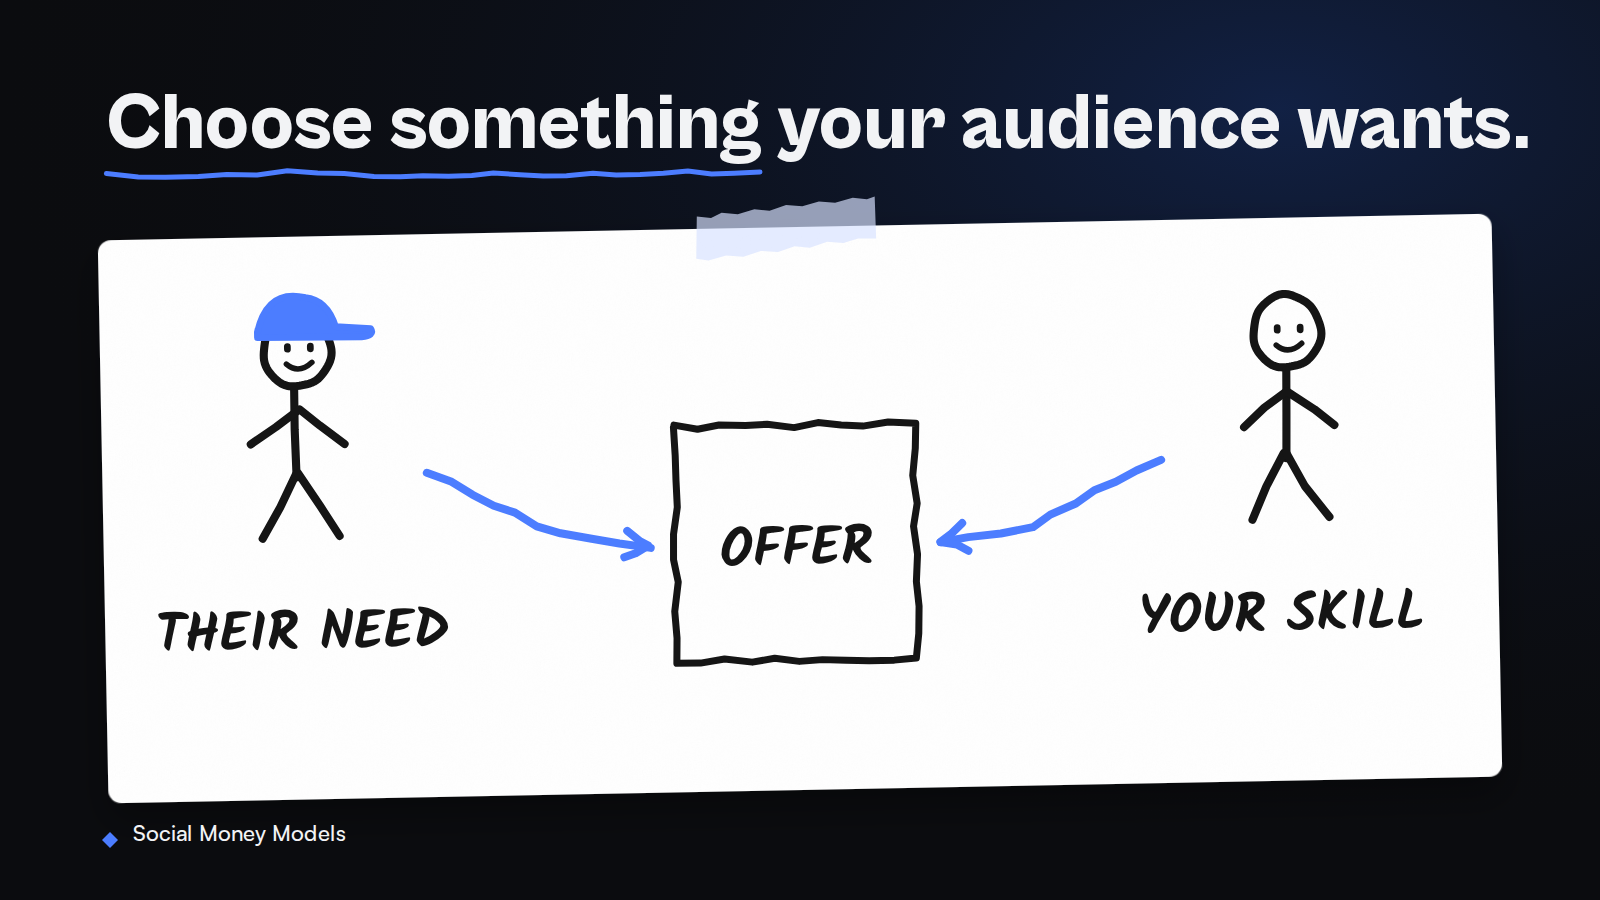 Choose something your audience wants.
OFFER
THEIR NEED
YOUR SKILL
Social Money Models